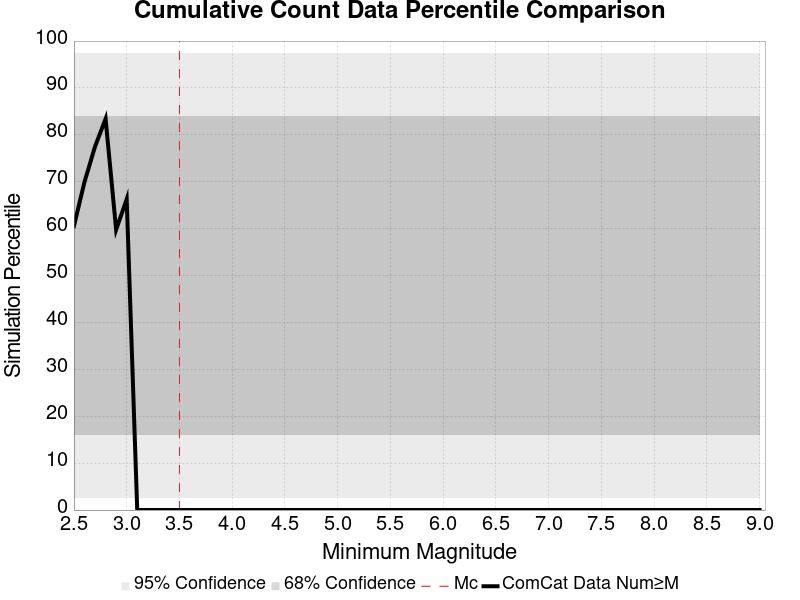 Cumulative Count Data Percentile Comparison
100
90
80
70
60
50
40
30
20
10
0
Simulation Percentile
2.5 3.0 3.5 4.0 4.5 5.0 5.5 6.0 6.5 7.0 7.5 8.0 8.5 9.0
Minimum Magnitude
95% Confidence 68% Confidence Mc ComCat Data Num≥M